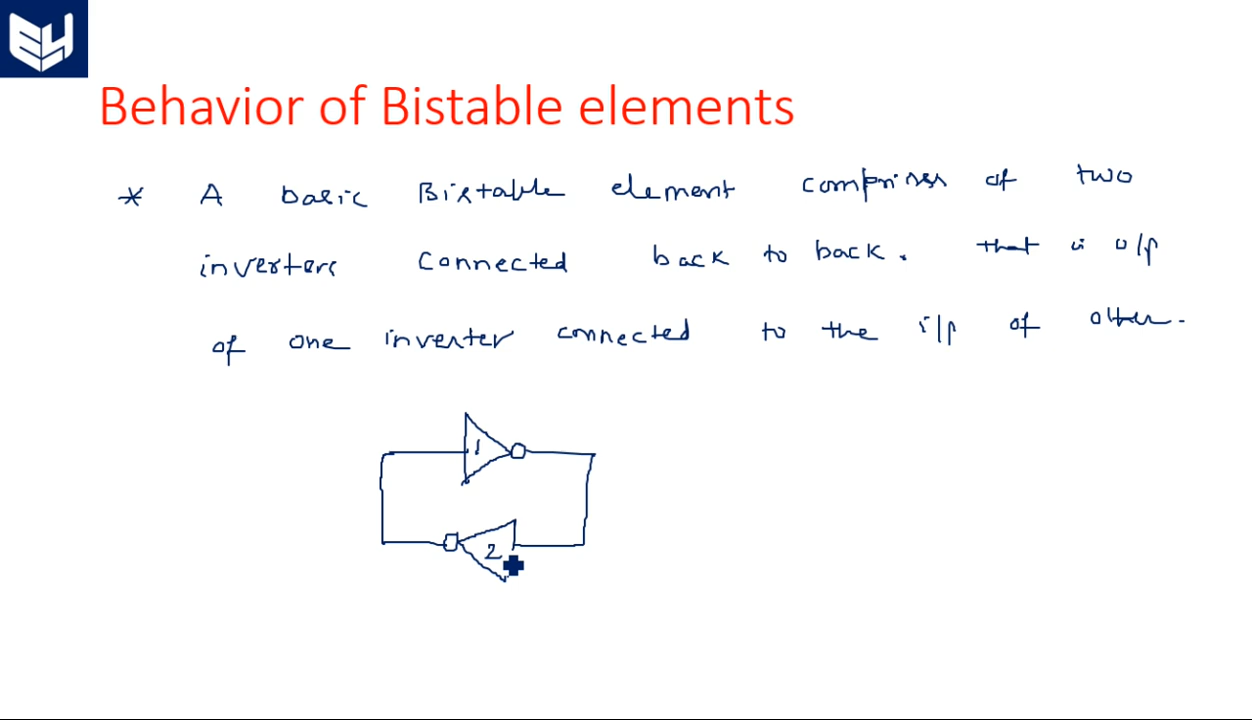 Behavior of Bistable elements
* A basic Bistable element comprises of two
inverters connected back to back. that is o/p
of one inverter connected to the i/p of other.
1
2